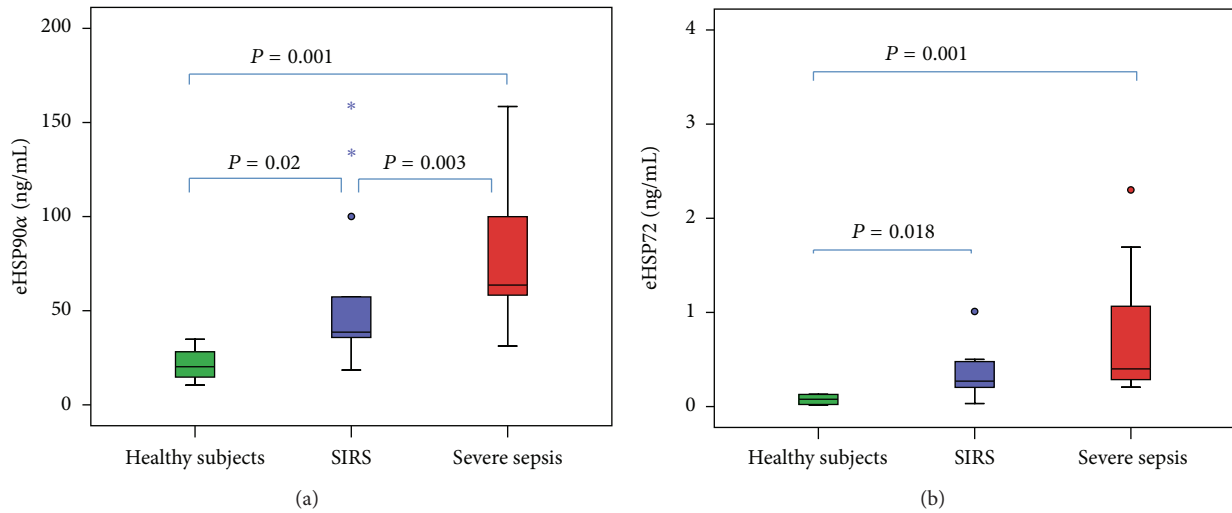 200
150
100
50
0
eHSP90α (ng/mL)
P = 0.001
P = 0.02
P = 0.003
*
*
Healthy subjects
SIRS
Severe sepsis
(a)
4
3
2
1
0
eHSP72 (ng/mL)
P = 0.001
P = 0.018
Healthy subjects
SIRS
Severe sepsis
(b)